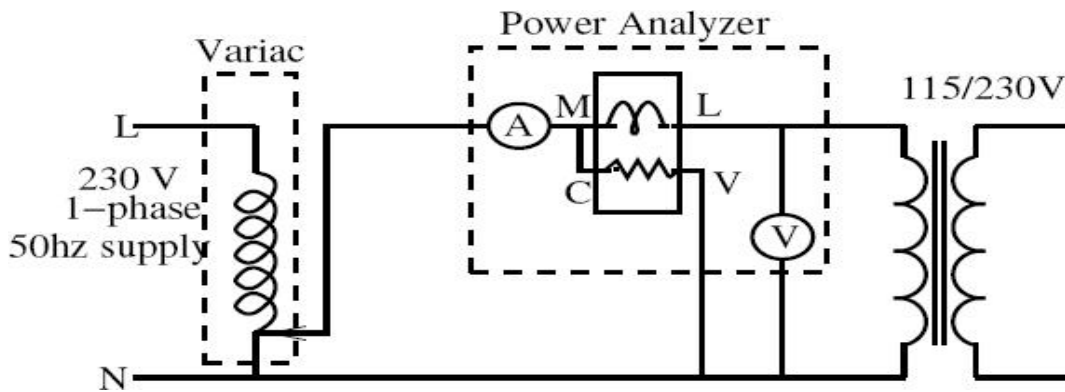 Power Analyzer
Variac
115/230V
M
L
L
A
230 V
1-phase
50hz supply
C
V
V
N